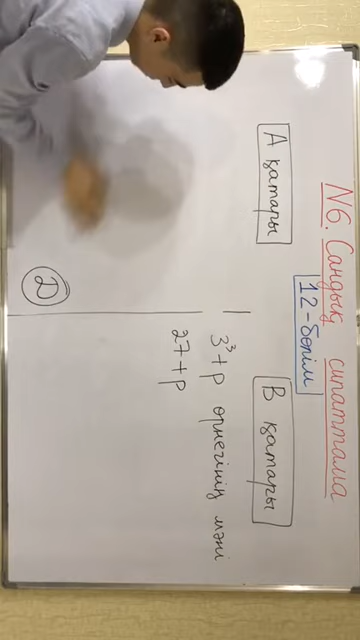 №6. Сандық сипаттама
12-бөлім
А қатары
В қатары
3³+р өрнегінің мәні
27+р
D